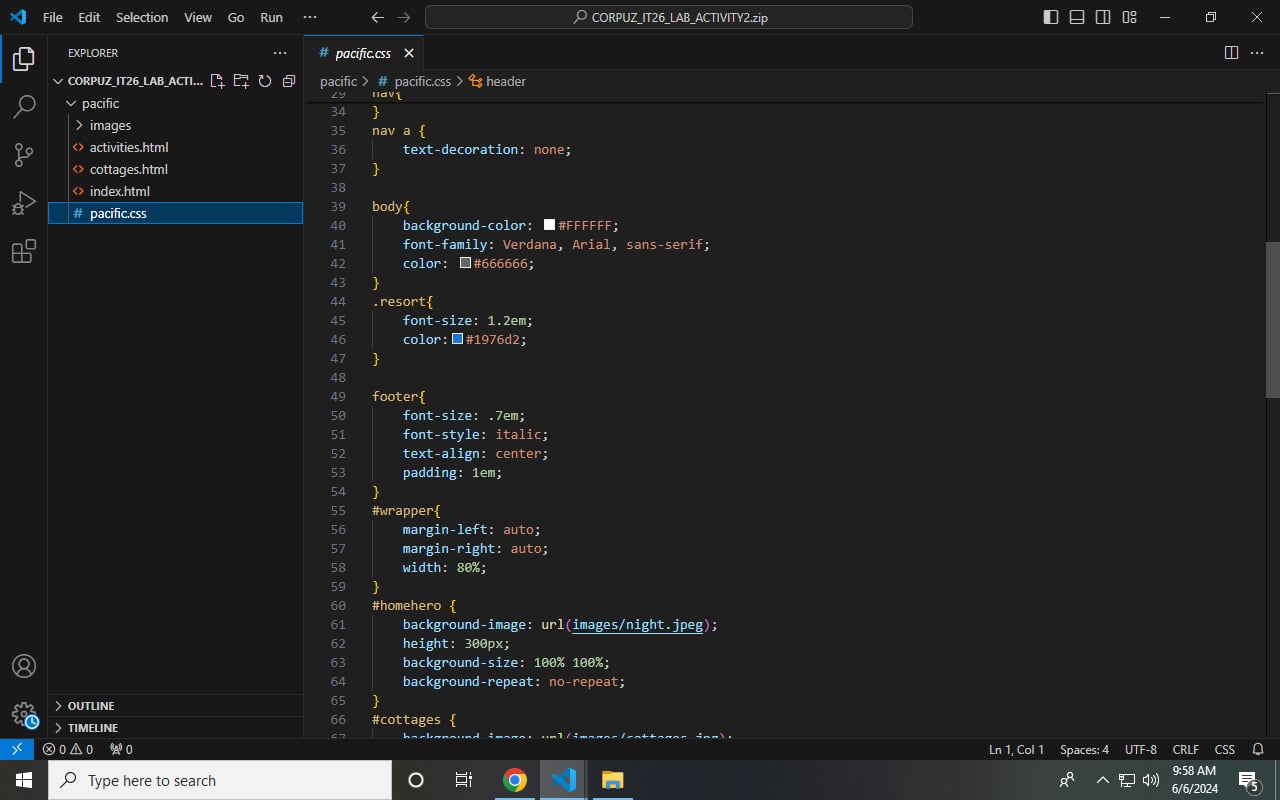 File Edit Selection View Go Run ··· CORPUZ_IT26_LAB_ACTIVITY2.zip
EXPLORER
CORPUZ_IT26_LAB_ACTI...
pacific
images
activities.html
cottages.html
index.html
# pacific.css
OUTLINE
TIMELINE
# pacific.css
pacific > # pacific.css > header
29 nav{
34 }
35 nav a {
36 text-decoration: none;
37 }
38
39 body{
40 background-color: #FFFFFF;
41 font-family: Verdana, Arial, sans-serif;
42 color: #666666;
43 }
44 .resort{
45 font-size: 1.2em;
46 color: #1976d2;
47 }
48
49 footer{
50 font-size: .7em;
51 font-style: italic;
52 text-align: center;
53 padding: 1em;
54 }
55 #wrapper{
56 margin-left: auto;
57 margin-right: auto;
58 width: 80%;
59 }
60 #homehero {
61 background-image: url(images/night.jpeg);
62 height: 300px;
63 background-size: 100% 100%;
64 background-repeat: no-repeat;
65 }
66 #cottages {
67 background-image: url(images/cottages.jpg);
0 0 0 Ln 1, Col 1 Spaces: 4 UTF-8 CRLF CSS
Type here to search
9:58 AM
6/6/2024
5